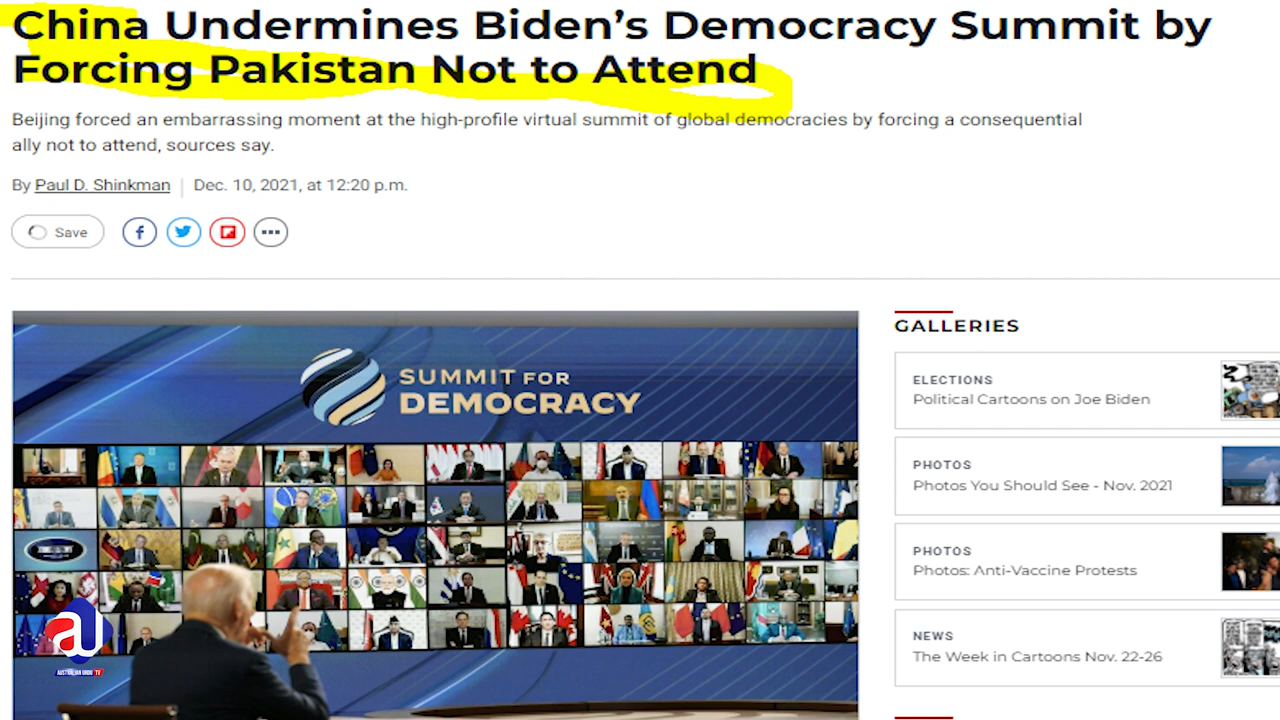 China Undermines Biden’s Democracy Summit by
Forcing Pakistan Not to Attend
Beijing forced an embarrassing moment at the high-profile virtual summit of global democracies by forcing a consequential
ally not to attend, sources say.
By Paul D. Shinkman | Dec. 10, 2021, at 12:20 p.m.
Save
SUMMIT FOR
DEMOCRACY
AUSTRALIAN URDU TV
GALLERIES
ELECTIONS
Political Cartoons on Joe Biden
PHOTOS
Photos You Should See - Nov. 2021
PHOTOS
Photos: Anti-Vaccine Protests
NEWS
The Week in Cartoons Nov. 22-26